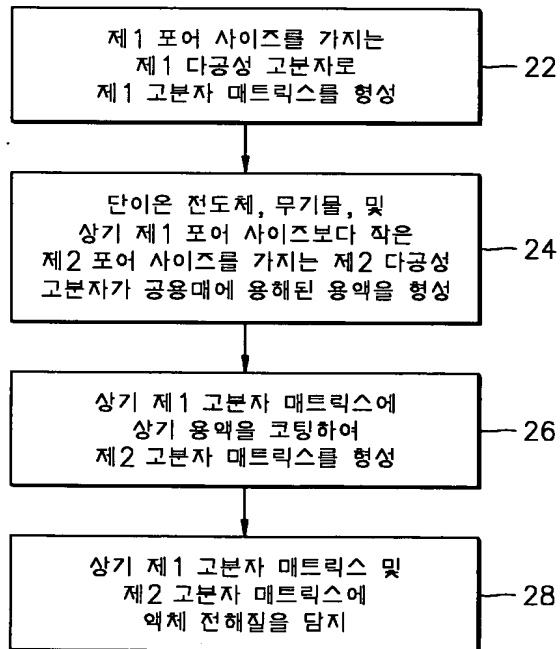 제1 포어 사이즈를 가지는
제1 다공성 고분자로
제1 고분자 매트릭스를 형성
22
단이온 전도체, 무기물, 및
상기 제1 포어 사이즈보다 작은
제2 포어 사이즈를 가지는 제2 다공성
고분자가 공용매에 용해된 용액을 형성
24
상기 제1 고분자 매트릭스에
상기 용액을 코팅하여
제2 고분자 매트릭스를 형성
26
상기 제1 고분자 매트릭스 및
제2 고분자 매트릭스에
액체 전해질을 담지
28